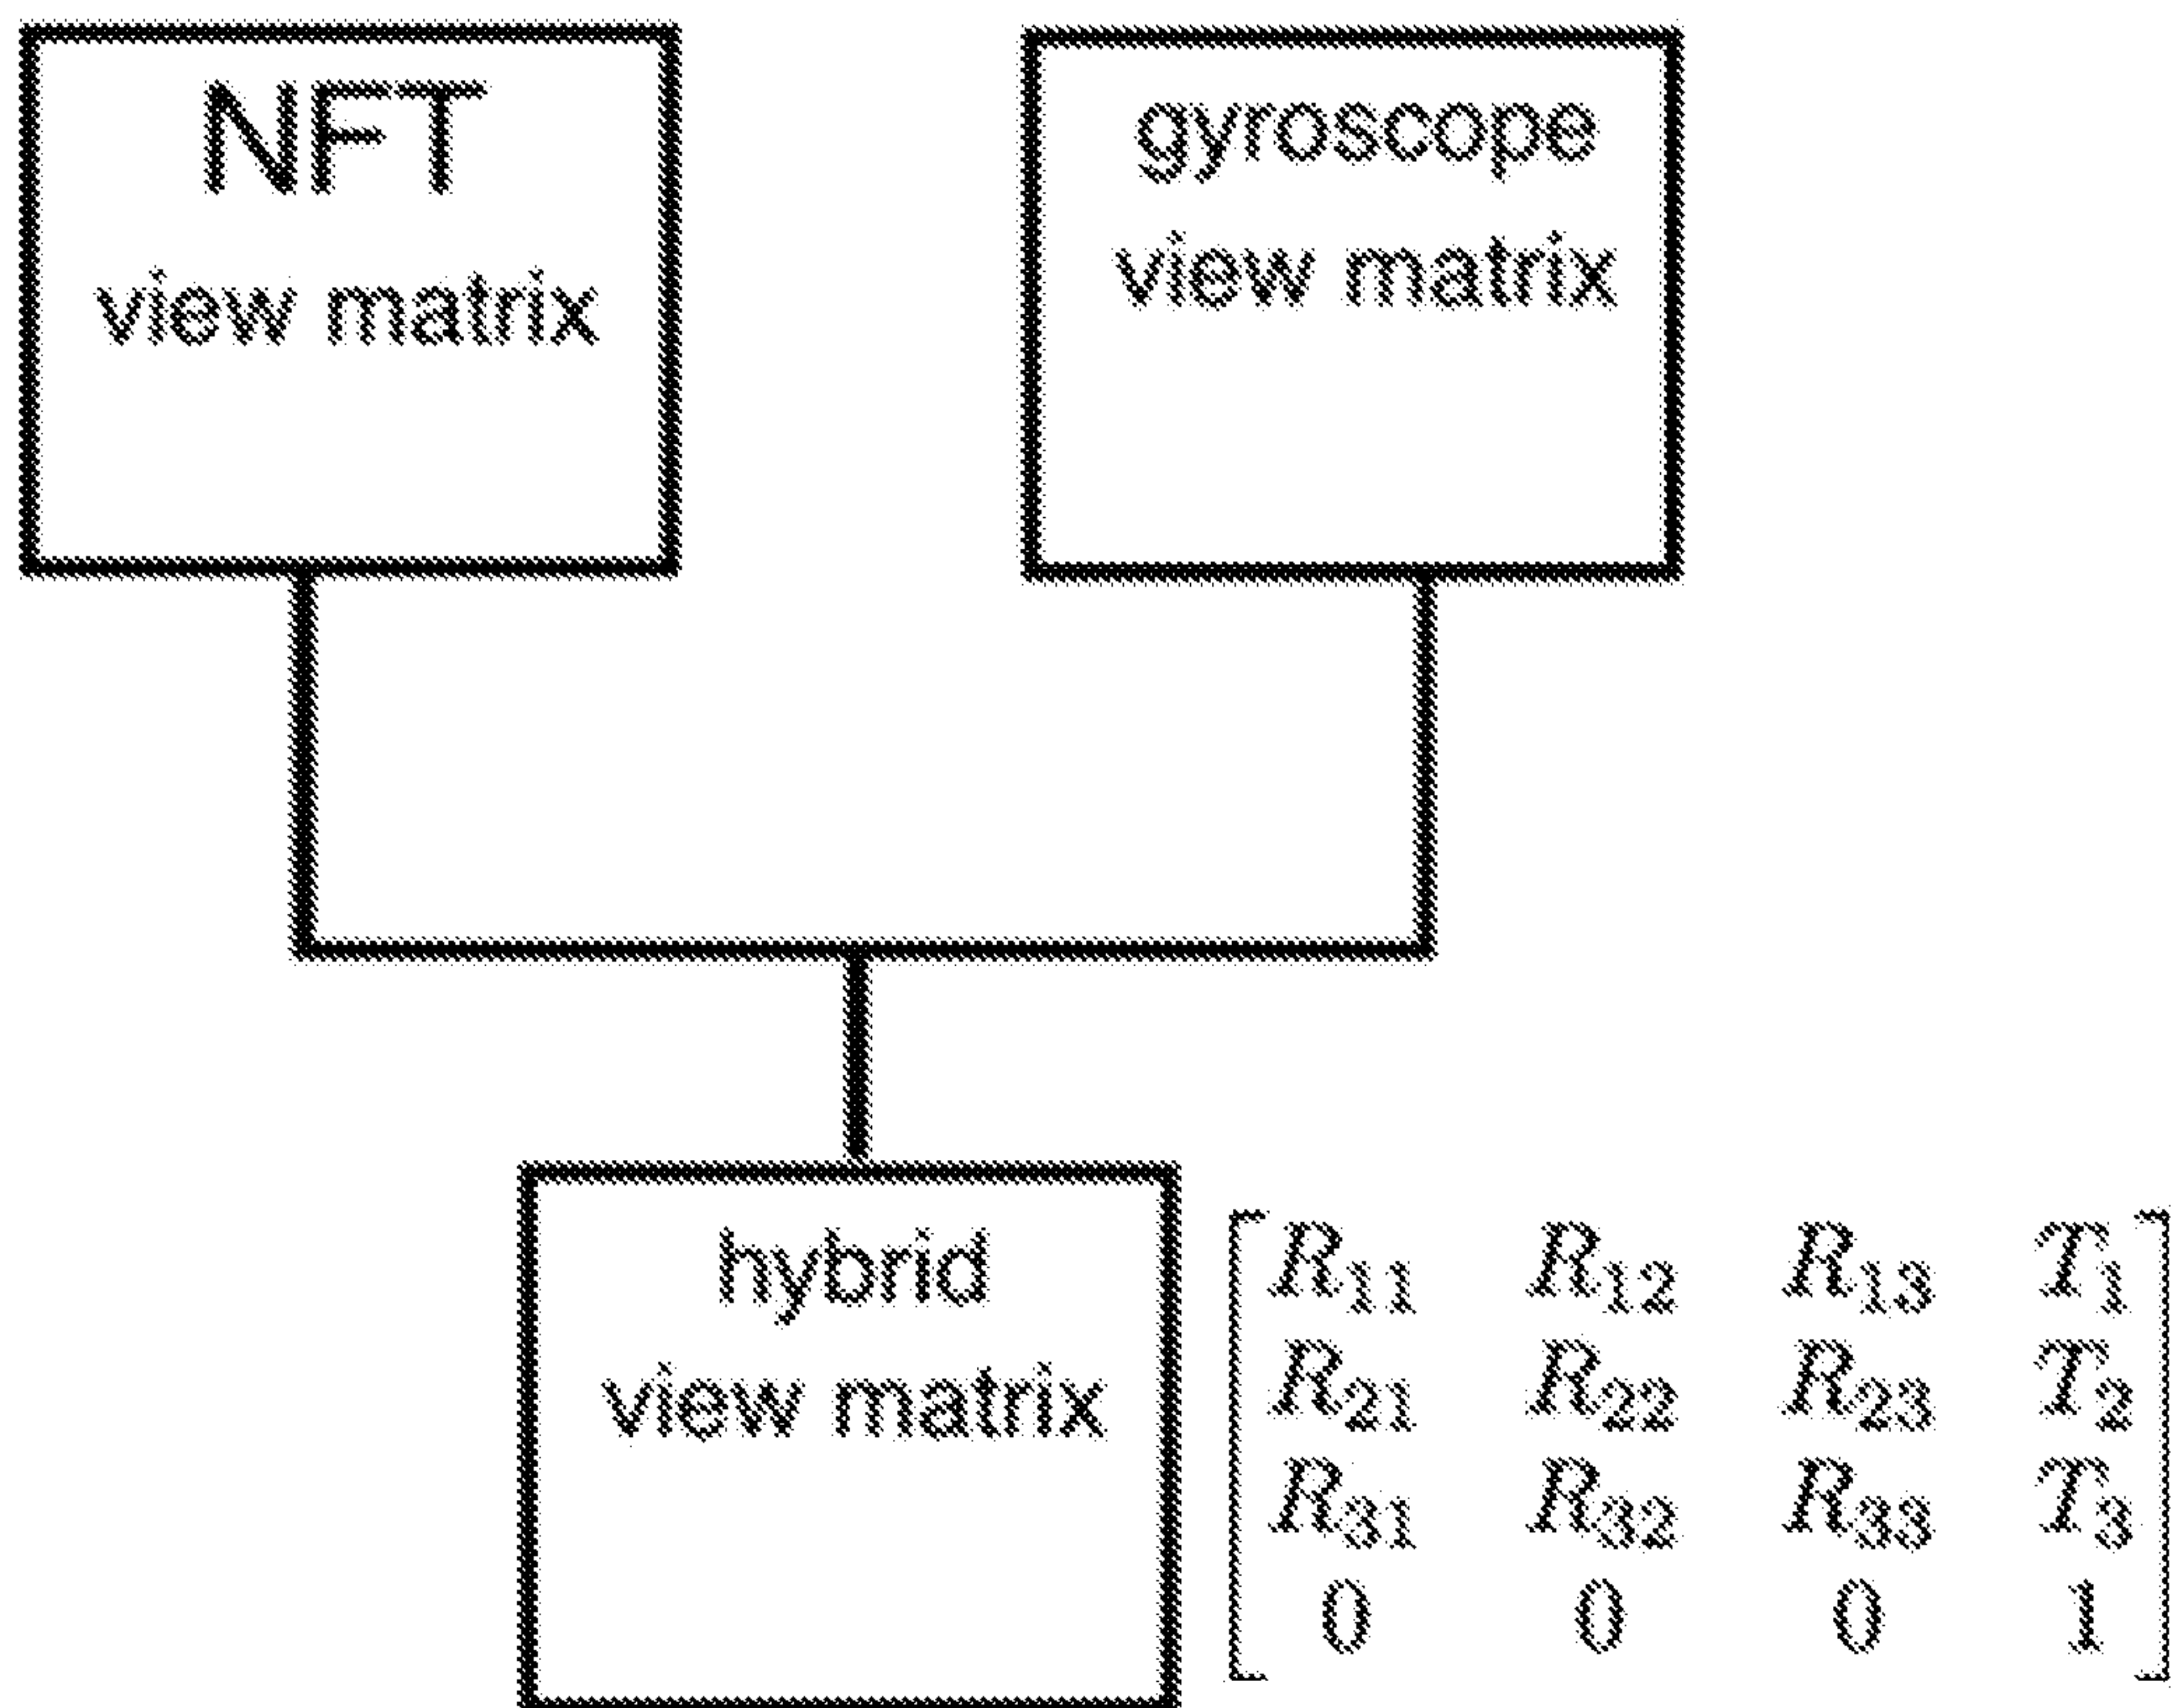 NFT
view matrix
gyroscope
view matrix
hybrid
view matrix
R11 R12 R13 T1
R21 R22 R23 T2
R31 R32 R33 T3
0 0 0 1